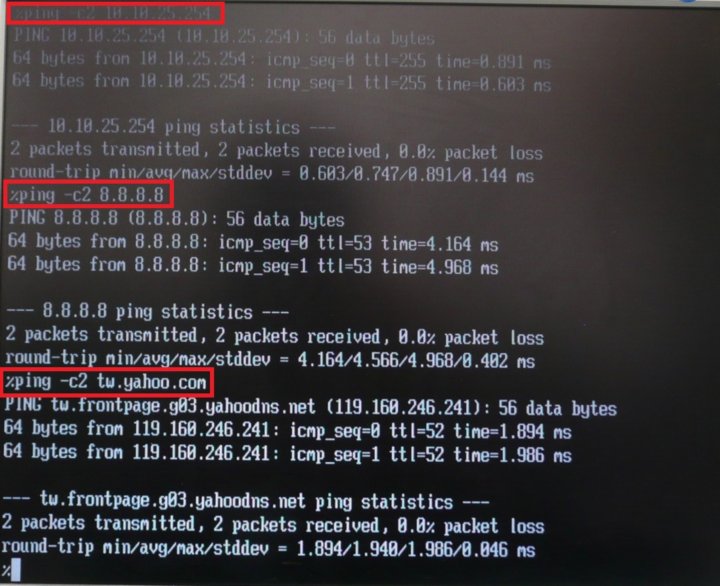 %ping -c2 10.10.25.254
PING 10.10.25.254 (10.10.25.254): 56 data bytes
64 bytes from 10.10.25.254: icmp_seq=0 ttl=255 time=0.891 ms
64 bytes from 10.10.25.254: icmp_seq=1 ttl=255 time=0.603 ms
--- 10.10.25.254 ping statistics ---
2 packets transmitted, 2 packets received, 0.0% packet loss
round-trip min/avg/max/stddev = 0.603/0.747/0.891/0.144 ms
%ping -c2 8.8.8.8
PING 8.8.8.8 (8.8.8.8): 56 data bytes
64 bytes from 8.8.8.8: icmp_seq=0 ttl=53 time=4.164 ms
64 bytes from 8.8.8.8: icmp_seq=1 ttl=53 time=4.968 ms
--- 8.8.8.8 ping statistics ---
2 packets transmitted, 2 packets received, 0.0% packet loss
round-trip min/avg/max/stddev = 4.164/4.566/4.968/0.402 ms
%ping -c2 tw.yahoo.com
PING tw.frontpage.g03.yahoodns.net (119.160.246.241): 56 data bytes
64 bytes from 119.160.246.241: icmp_seq=0 ttl=52 time=1.894 ms
64 bytes from 119.160.246.241: icmp_seq=1 ttl=52 time=1.986 ms
--- tw.frontpage.g03.yahoodns.net ping statistics ---
2 packets transmitted, 2 packets received, 0.0% packet loss
round-trip min/avg/max/stddev = 1.894/1.940/1.986/0.046 ms
%